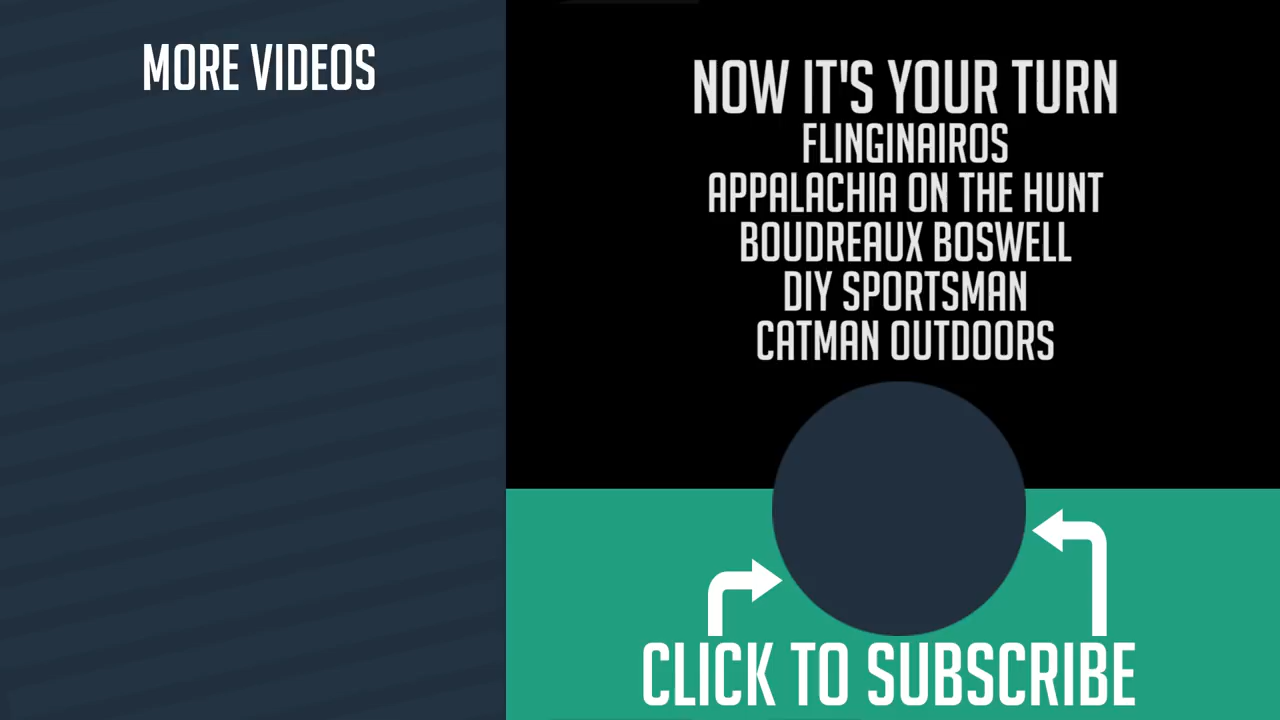 MORE VIDEOS
NOW IT'S YOUR TURN
FLINGINAIROS
APPALACHIA ON THE HUNT
BOUDREAUX BOSWELL
DIY SPORTSMAN
CATMAN OUTDOORS
CLICK TO SUBSCRIBE